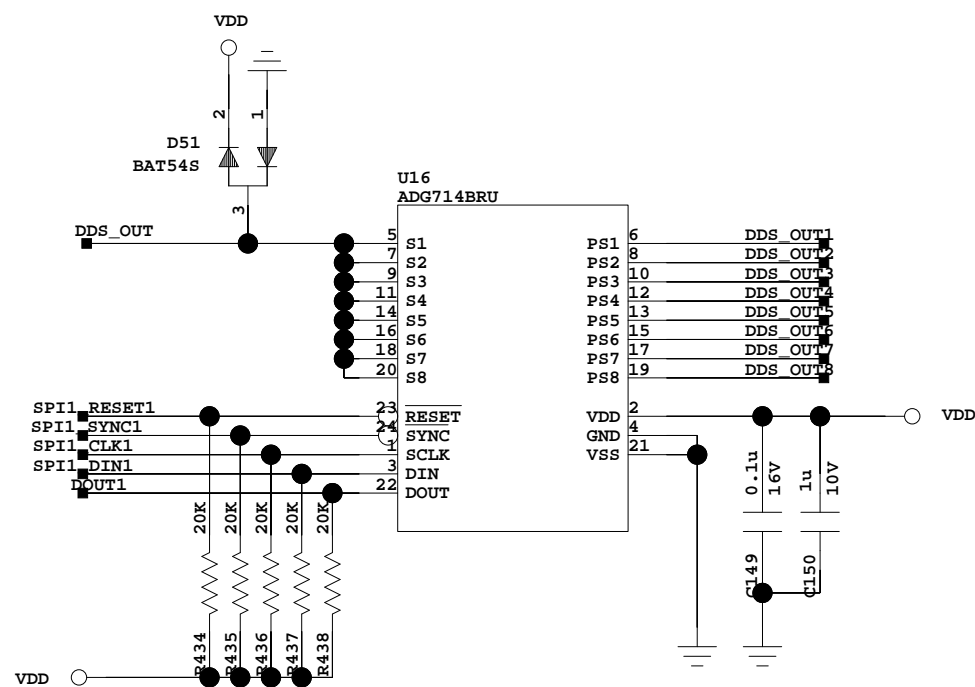 VDD
2
1
D51
BAT54S
3
U16
ADG714BRU
DDS_OUT
5 S1 PS1 6 DDS_OUT1
7 S2 PS2 8 DDS_OUT2
9 S3 PS3 10 DDS_OUT3
11 S4 PS4 12 DDS_OUT4
14 S5 PS5 13 DDS_OUT5
16 S6 PS6 15 DDS_OUT6
18 S7 PS7 17 DDS_OUT7
20 S8 PS8 19 DDS_OUT8
SPI1_RESET1 23 RESET VDD 2 VDD
SPI1_SYNC1 24 SYNC GND 4
SPI1_CLK1 1 SCLK VSS 21
SPI1_DIN1 3 DIN
DOUT1 22 DOUT
0.1u
16V
1u
10V
20K
20K
20K
20K
20K
C149
C150
R434
R435
R436
R437
R438
VDD